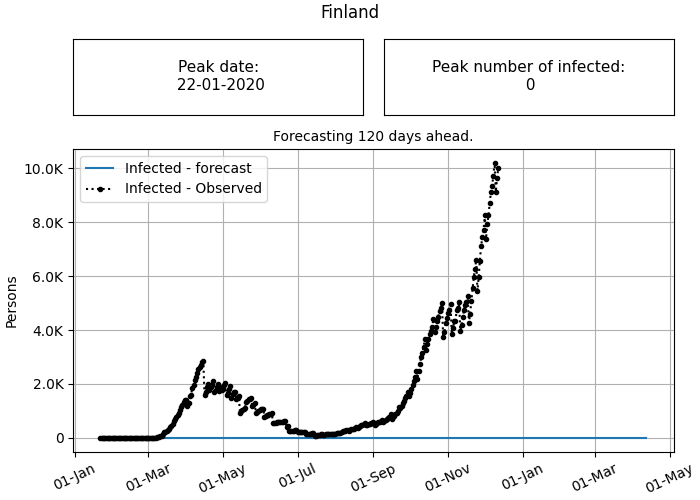 Finland
Peak date:
22-01-2020
Peak number of infected:
0
Forecasting 120 days ahead.
Infected - forecast
Infected - Observed
Persons
10.0K
8.0K
6.0K
4.0K
2.0K
0
01-Jan
01-Mar
01-May
01-Jul
01-Sep
01-Nov
01-Jan
01-Mar
01-May